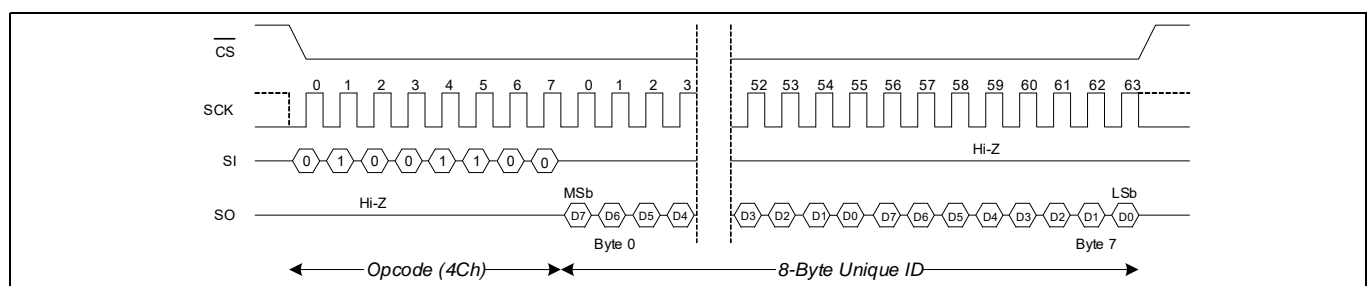 CS
0 1 2 3 4 5 6 7 0 1 2 3 52 53 54 55 56 57 58 59 60 61 62 63
SCK
Hi-Z
SI 0 1 0 0 1 1 0 0
MSb LSb
Hi-Z
SO D7 D6 D5 D4 D3 D2 D1 D0 D7 D6 D5 D4 D3 D2 D1 D0
Byte 0 Byte 7
Opcode (4Ch) 8-Byte Unique ID